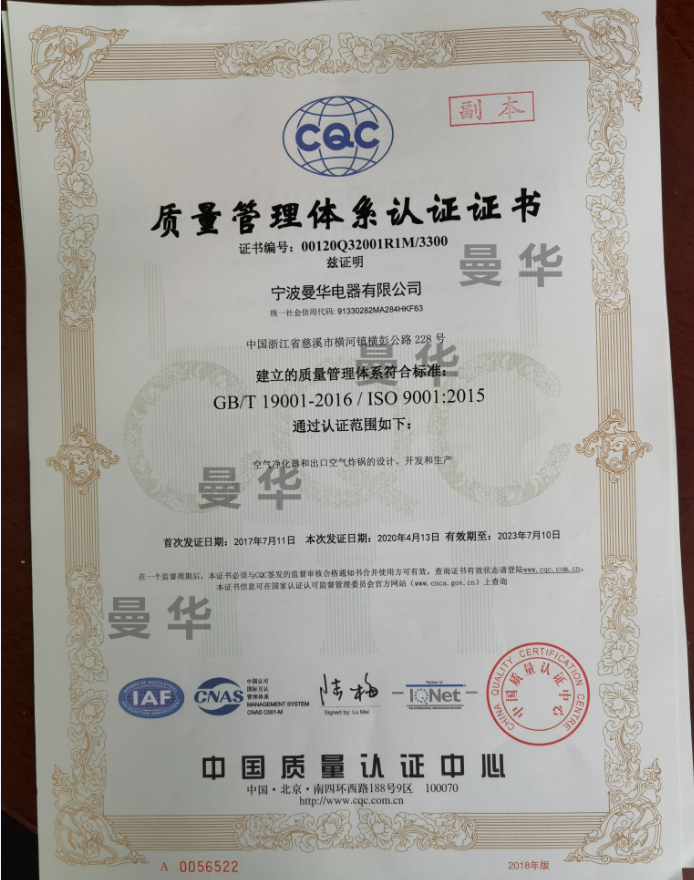 副本
CQC
质量管理体系认证证书
证书编号：00120Q32001R1M/3300
兹证明
曼华
宁波曼华电器有限公司
统一社会信用代码: 91330282MA284HKF63
中国浙江省慈溪市横河镇横彭公路 228 号
曼华
建立的质量管理体系符合标准：
GB/T 19001-2016 / ISO 9001:2015
通过认证范围如下：
空气净化器和出口空气炸锅的设计、开发和生产
曼华
首次发证日期：2017年7月11日 本次发证日期：2020年4月13日 有效期至：2023年7月10日
在一个监督周期后，本证书必须与CQC签发的监督审核合格通知书合并使用方可有效，查询证书有效状态请登陆www.cqc.com.cn。
本证书信息可在国家认证认可监督管理委员会官方网站（www.cnca.gov.cn）上查询
曼华
IAF
CNAS
中国认可
国际互认
管理体系
MANAGEMENT SYSTEM
CNAS C001-M
陆梅
Signed by: Lu Mei
Partner of
IQNet
CHINA QUALITY CERTIFICATION CENTRE
中国质量认证中心
中国质量认证中心
中国·北京·南四环西路188号9区 100070
http://www.cqc.com.cn
A 0056522
2018年版